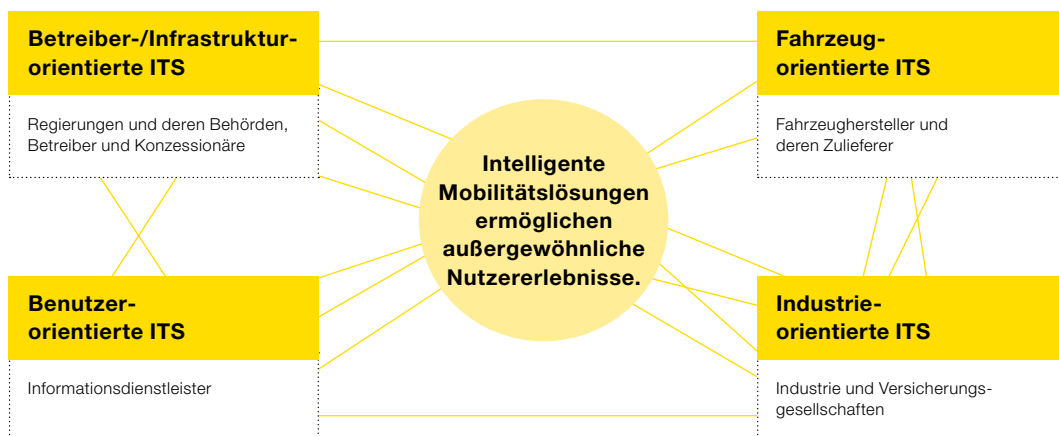 Betreiber-/Infrastruktur-
orientierte ITS
Regierungen und deren Behörden,
Betreiber und Konzessionäre
Fahrzeug-
orientierte ITS
Fahrzeughersteller und
deren Zulieferer
Intelligente
Mobilitätslösungen
ermöglichen
außergewöhnliche
Nutzererlebnisse.
Benutzer-
orientierte ITS
Informationsdienstleister
Industrie-
orientierte ITS
Industrie und Versicherungs-
gesellschaften